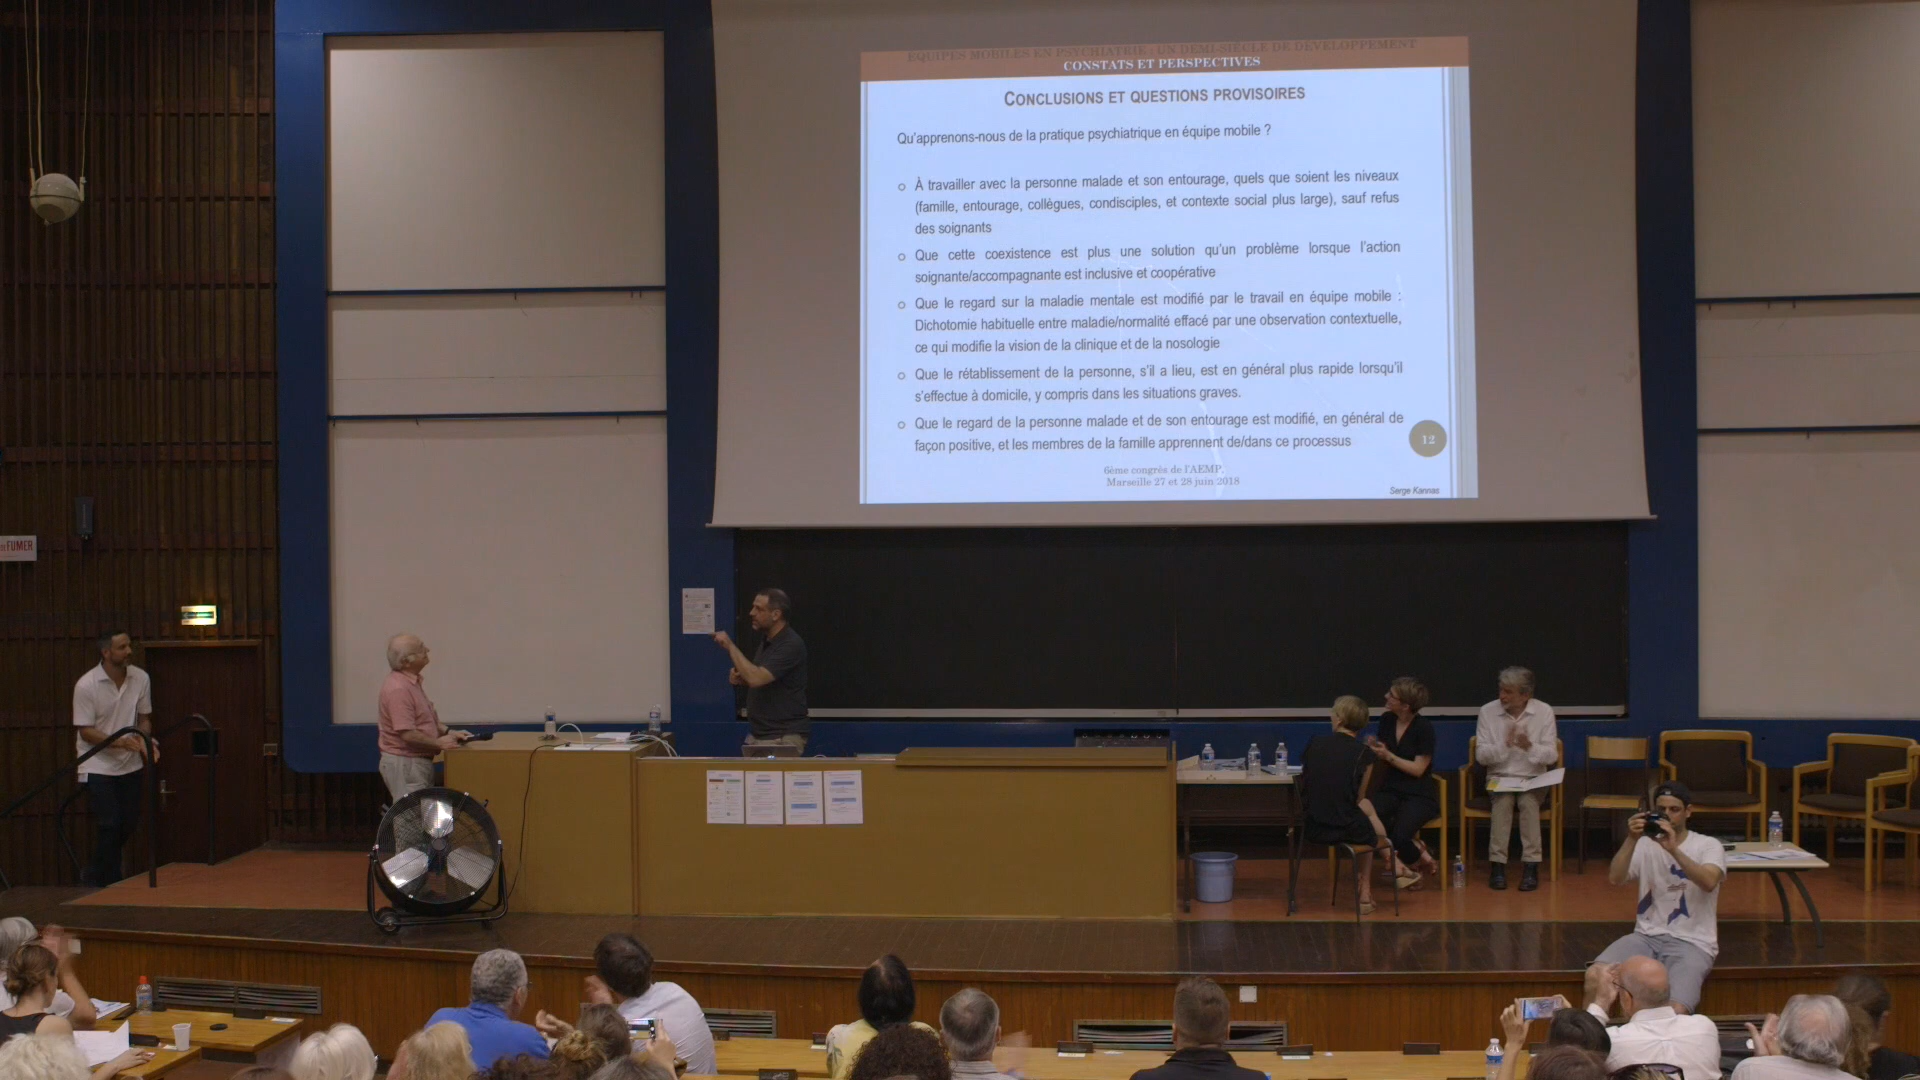 EQUIPES MOBILES EN PSYCHIATRIE : UN DEMI-SIÈCLE DE DEVELOPPEMENT
CONSTATS ET PERSPECTIVES
CONCLUSIONS ET QUESTIONS PROVISOIRES
Qu'apprenons-nous de la pratique psychiatrique en équipe mobile ?
À travailler avec la personne malade et son entourage, quels que soient les niveaux
(famille, entourage, collègues, condisciples, et contexte social plus large), sauf refus
des soignants
Que cette coexistence est plus une solution qu'un problème lorsque l'action
soignante/accompagnante est inclusive et coopérative
Que le regard sur la maladie mentale est modifié par le travail en équipe mobile :
Dichotomie habituelle entre maladie/normalité effacé par une observation contextuelle,
ce qui modifie la vision de la clinique et de la nosologie
Que le rétablissement de la personne, s'il a lieu, est en général plus rapide lorsqu'il
s'effectue à domicile, y compris dans les situations graves.
Que le regard de la personne malade et de son entourage est modifié, en général de
façon positive, et les membres de la famille apprennent de/dans ce processus
12
6ème congrès de l'AEMP,
Marseille 27 et 28 juin 2018
Serge Kannas
FUMER